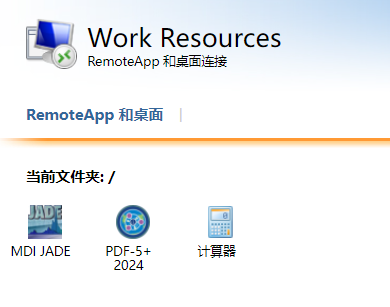 Work Resources
RemoteApp 和桌面连接
RemoteApp 和桌面
当前文件夹: /
JADE
MDI JADE
PDF-5+
2024
计算器